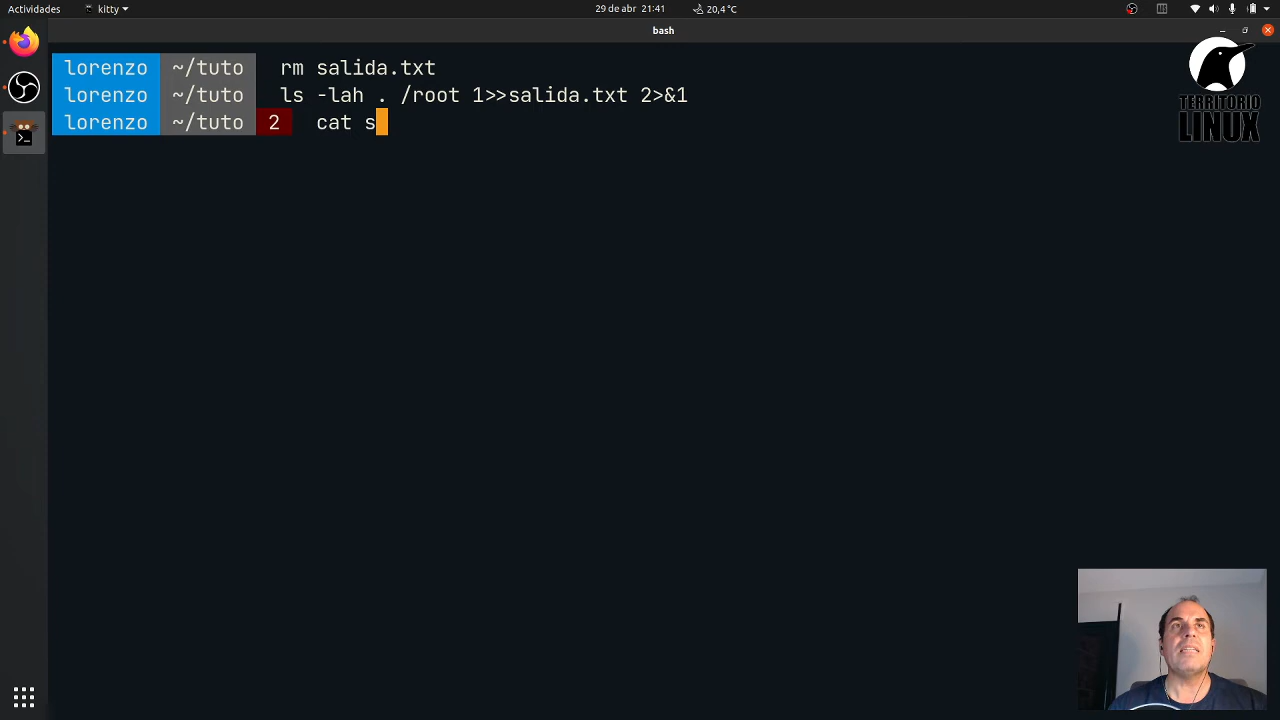 Actividades
kitty
29 de abr 21:41
20,4 °C
bash
lorenzo ~/tuto rm salida.txt
lorenzo ~/tuto ls -lah . /root 1>>salida.txt 2>&1
lorenzo ~/tuto 2 cat s
TERRITORIO
LINUX